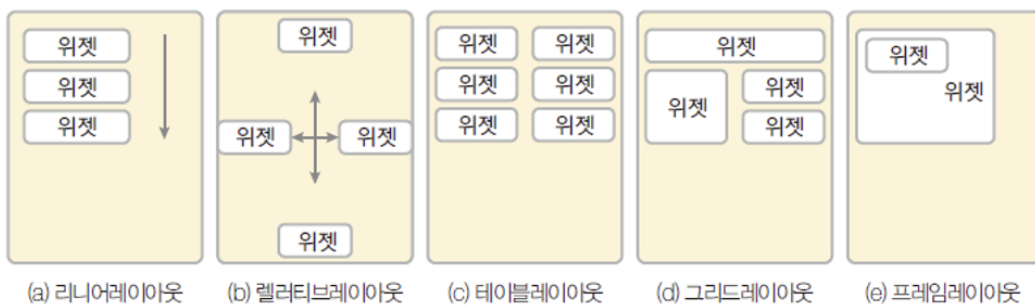 위젯
위젯
위젯
(a) 리니어레이아웃
위젯
위젯 위젯
위젯
(b) 렐러티브레이아웃
위젯 위젯
위젯 위젯
위젯 위젯
(c) 테이블레이아웃
위젯
위젯 위젯
위젯
(d) 그리드레이아웃
위젯
위젯
(e) 프레임레이아웃